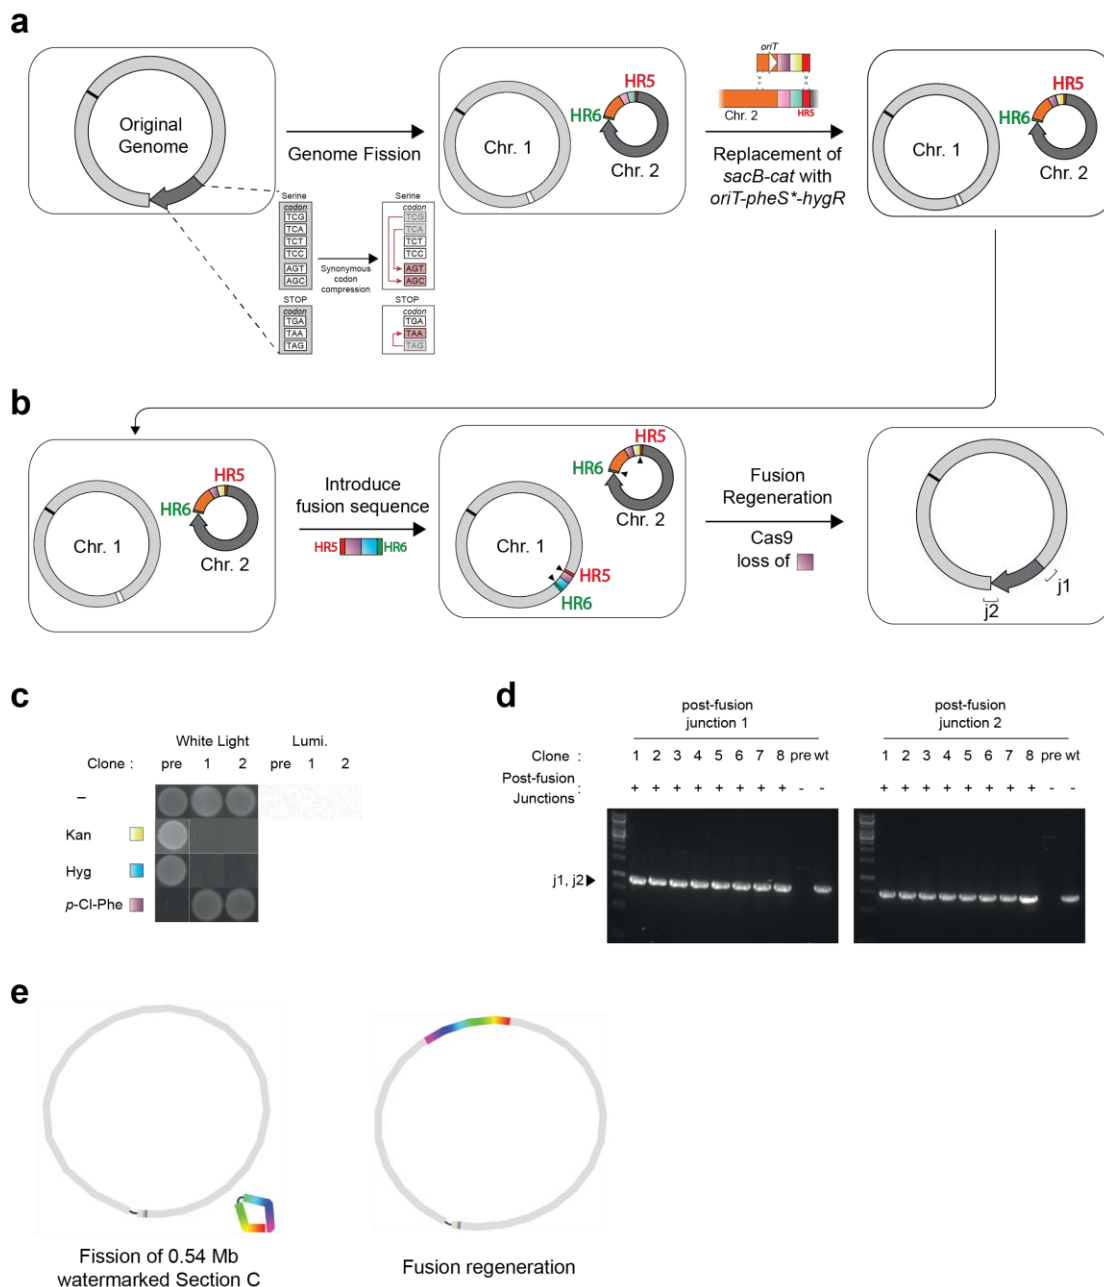 a
Original
Genome
Genome Fission
HR5
HR6
Chr. 1
Chr. 2
oriT
Chr. 2
HR5
Replacement of
sacB-cat with
oriT-pheS*-hygR
HR5
HR6
Chr. 1
Chr. 2
Serine
codon
TCG
TCA
TCT
TCC
AGT
AGC
STOP
codon
TGA
TAA
TAG
Synonymous
codon
compression
Serine
codon
TCG
TCA
TCT
TCC
AGT
AGC
STOP
codon
TGA
TAA
TAG
b
HR5
HR6
Chr. 1
Chr. 2
Introduce
fusion sequence
HR5 HR6
HR5
HR6
Chr. 2
Chr. 1
HR5
HR6
Fusion
Regeneration
Cas9
loss of
j1
j2
c
White Light Lumi.
Clone : pre 1 2 pre 1 2
–
Kan
Hyg
p-Cl-Phe
d
post-fusion
junction 1
post-fusion
junction 2
Clone : 1 2 3 4 5 6 7 8 pre wt 1 2 3 4 5 6 7 8 pre wt
Post-fusion
Junctions : + + + + + + + + - - + + + + + + + + - -
j1, j2
e
Fission of 0.54 Mb
watermarked Section C
Fusion regeneration